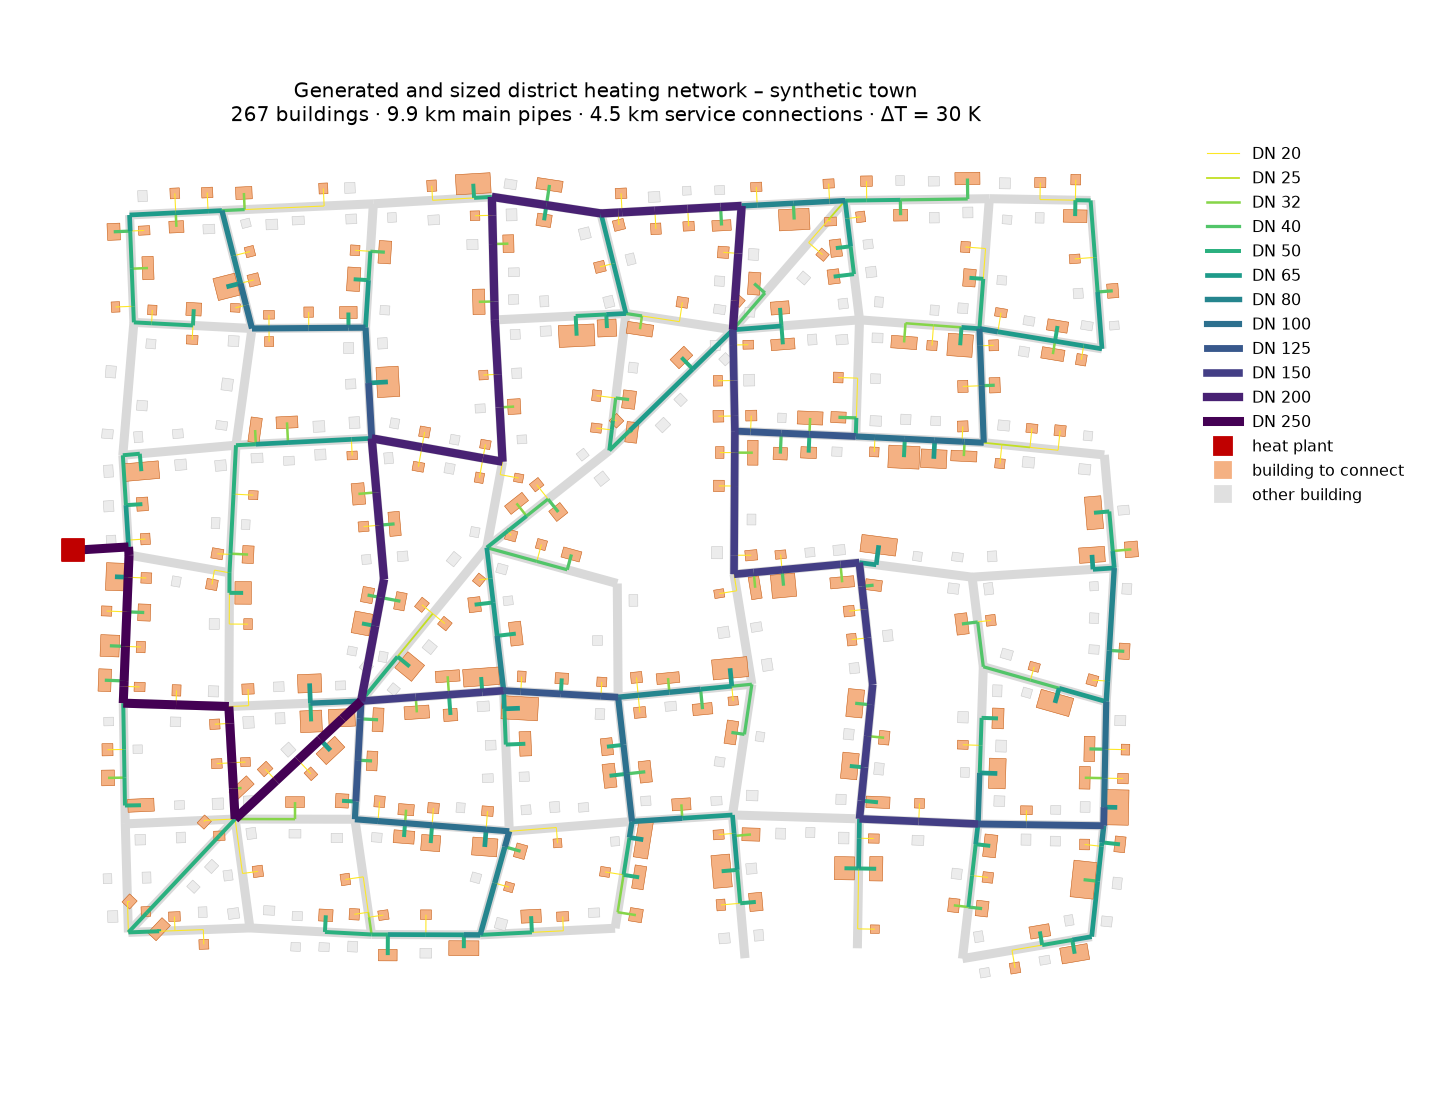 Generated and sized district heating network – synthetic town
267 buildings · 9.9 km main pipes · 4.5 km service connections · ΔT = 30 K
DN 20
DN 25
DN 32
DN 40
DN 50
DN 65
DN 80
DN 100
DN 125
DN 150
DN 200
DN 250
heat plant
building to connect
other building